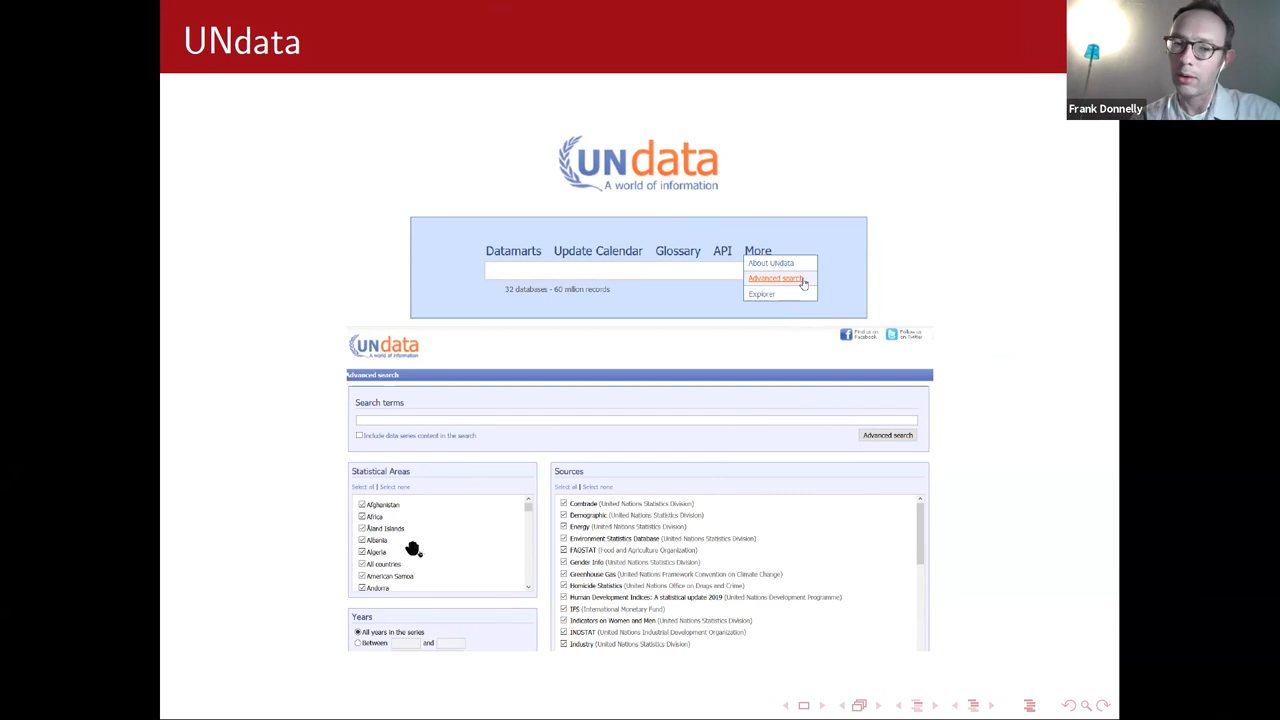 UNdata
Frank Donnelly
UNdata
A world of information
Datamarts Update Calendar Glossary API More
About UNdata
Advanced search
32 databases - 60 million records
Explorer
UNdata
A world of information
Find us on Facebook
Follow us on Twitter
Advanced search
Search terms
Include data series content in the search
Advanced search
Statistical Areas
Select all | Select none
Afghanistan
Africa
Åland Islands
Albania
Algeria
All countries
American Samoa
Andorra
Sources
Select all | Select none
Comtrade (United Nations Statistics Division)
Demographic (United Nations Statistics Division)
Energy (United Nations Statistics Division)
Environment Statistics Database (United Nations Statistics Division)
FAOSTAT (Food and Agriculture Organization)
Gender Info (United Nations Statistics Division)
Greenhouse Gas (United Nations Framework Convention on Climate Change)
Homicide Statistics (United Nations Office on Drugs and Crime)
Human Development Indices: A statistical update 2019 (United Nations Development Programme)
IFS (International Monetary Fund)
Indicators on Women and Men (United Nations Statistics Division)
INDSTAT (United Nations Industrial Development Organization)
Industry (United Nations Statistics Division)
Years
All years in the series
Between and